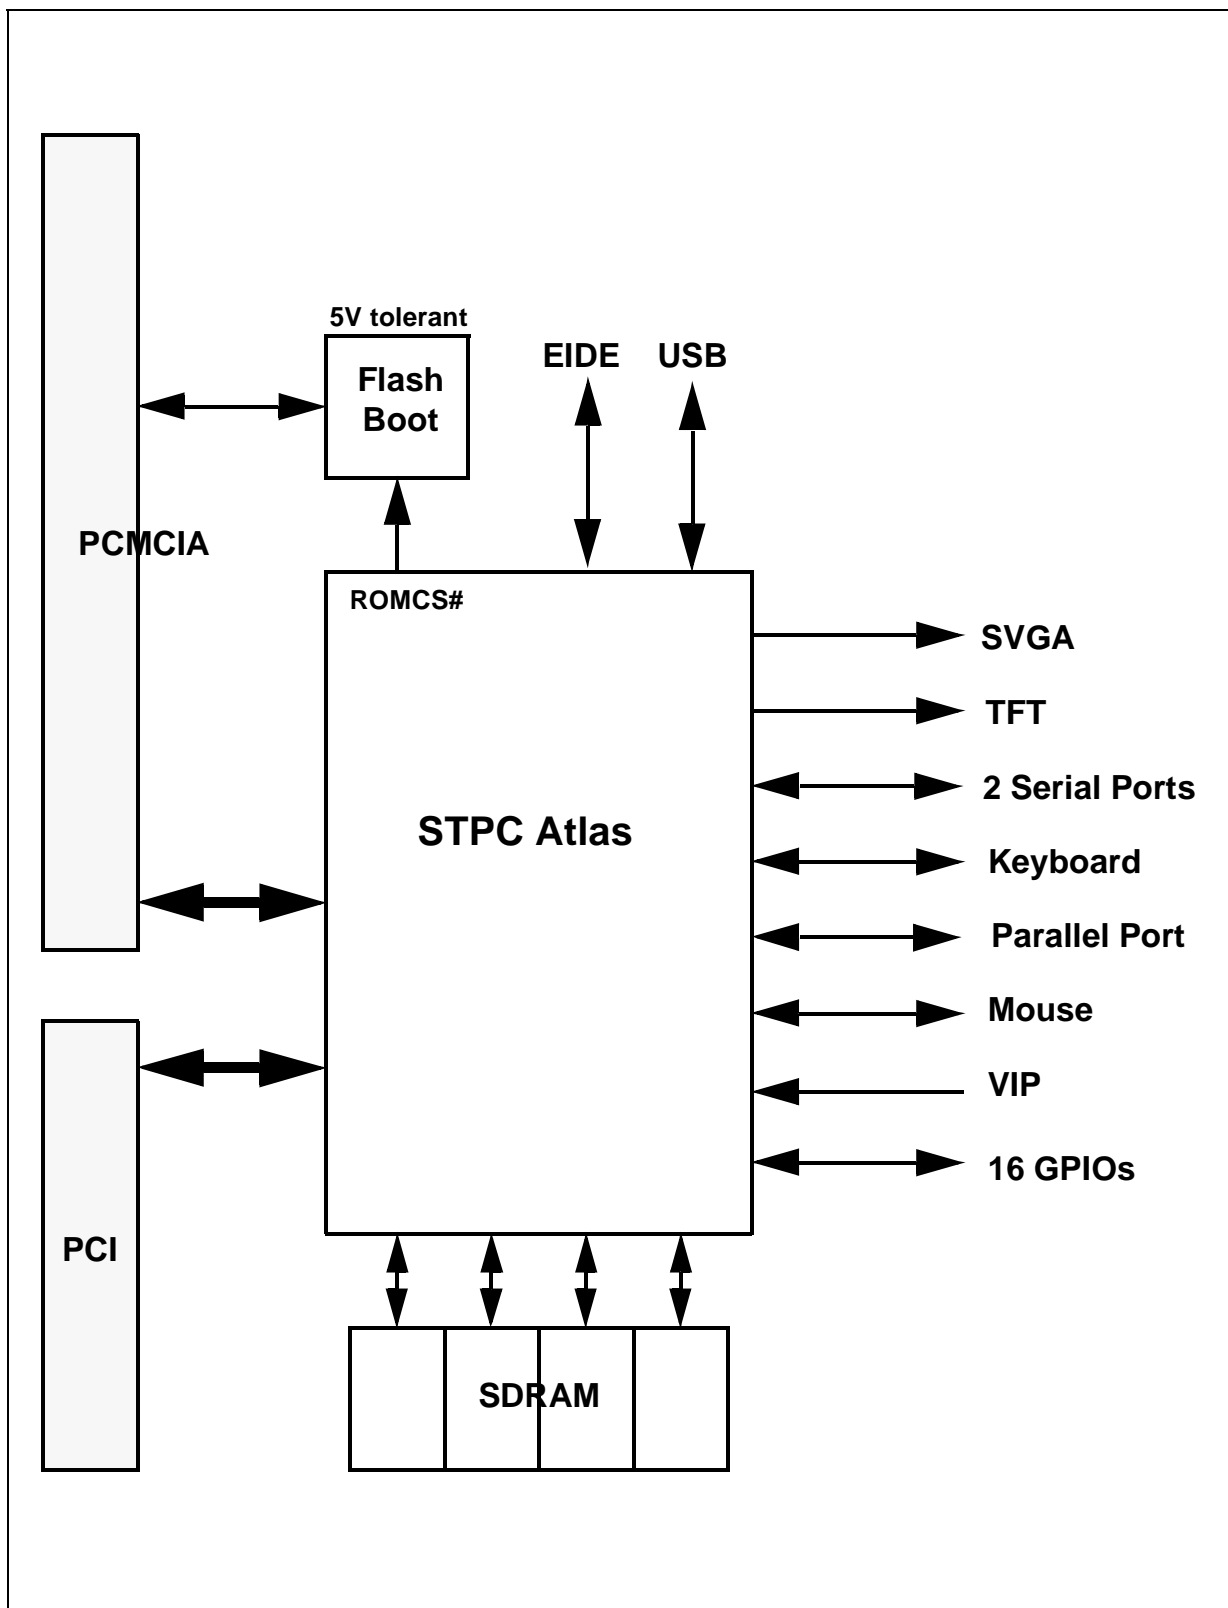 5V tolerant
Flash
Boot
EIDE
USB
PCMCIA
ROMCS#
SVGA
TFT
2 Serial Ports
STPC Atlas
Keyboard
Parallel Port
Mouse
VIP
16 GPIOs
PCI
SDRAM